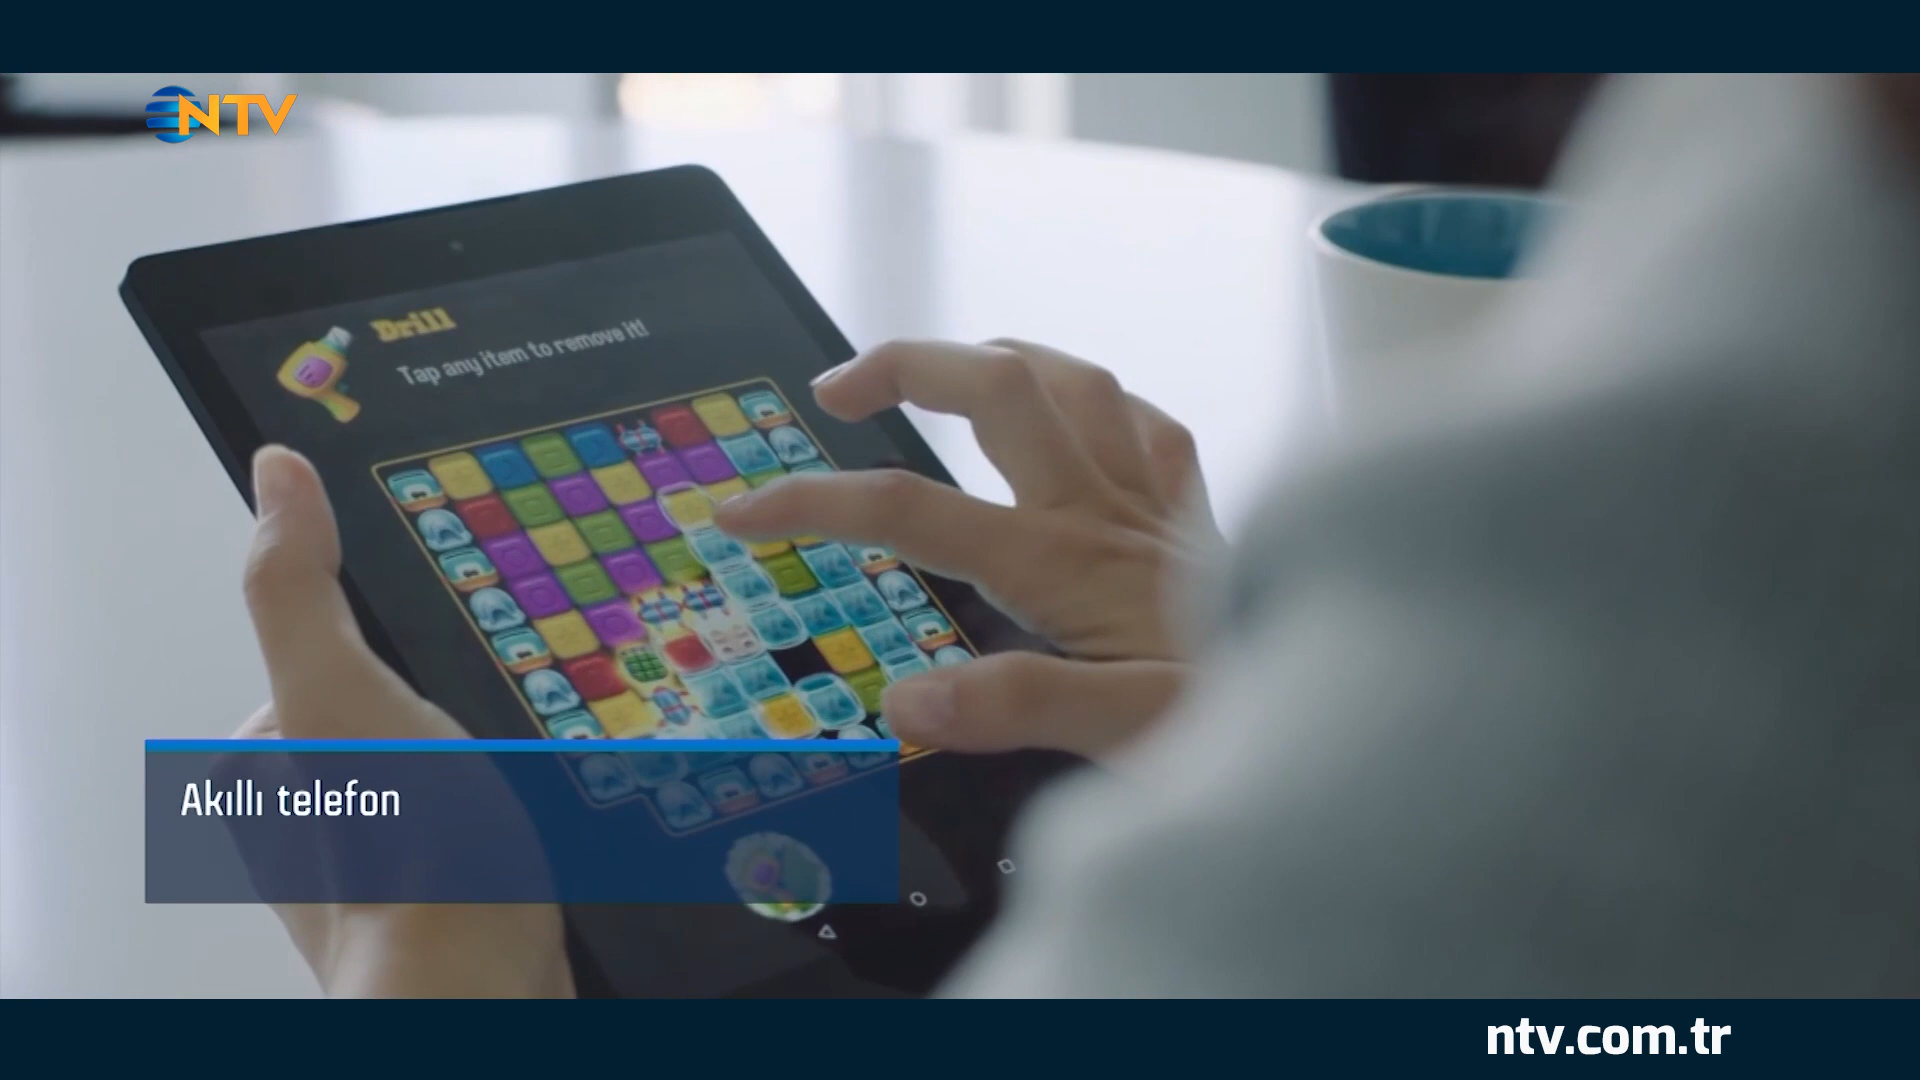 NTV
Drill
Tap any item to remove it!
Akıllı telefon
ntv.com.tr